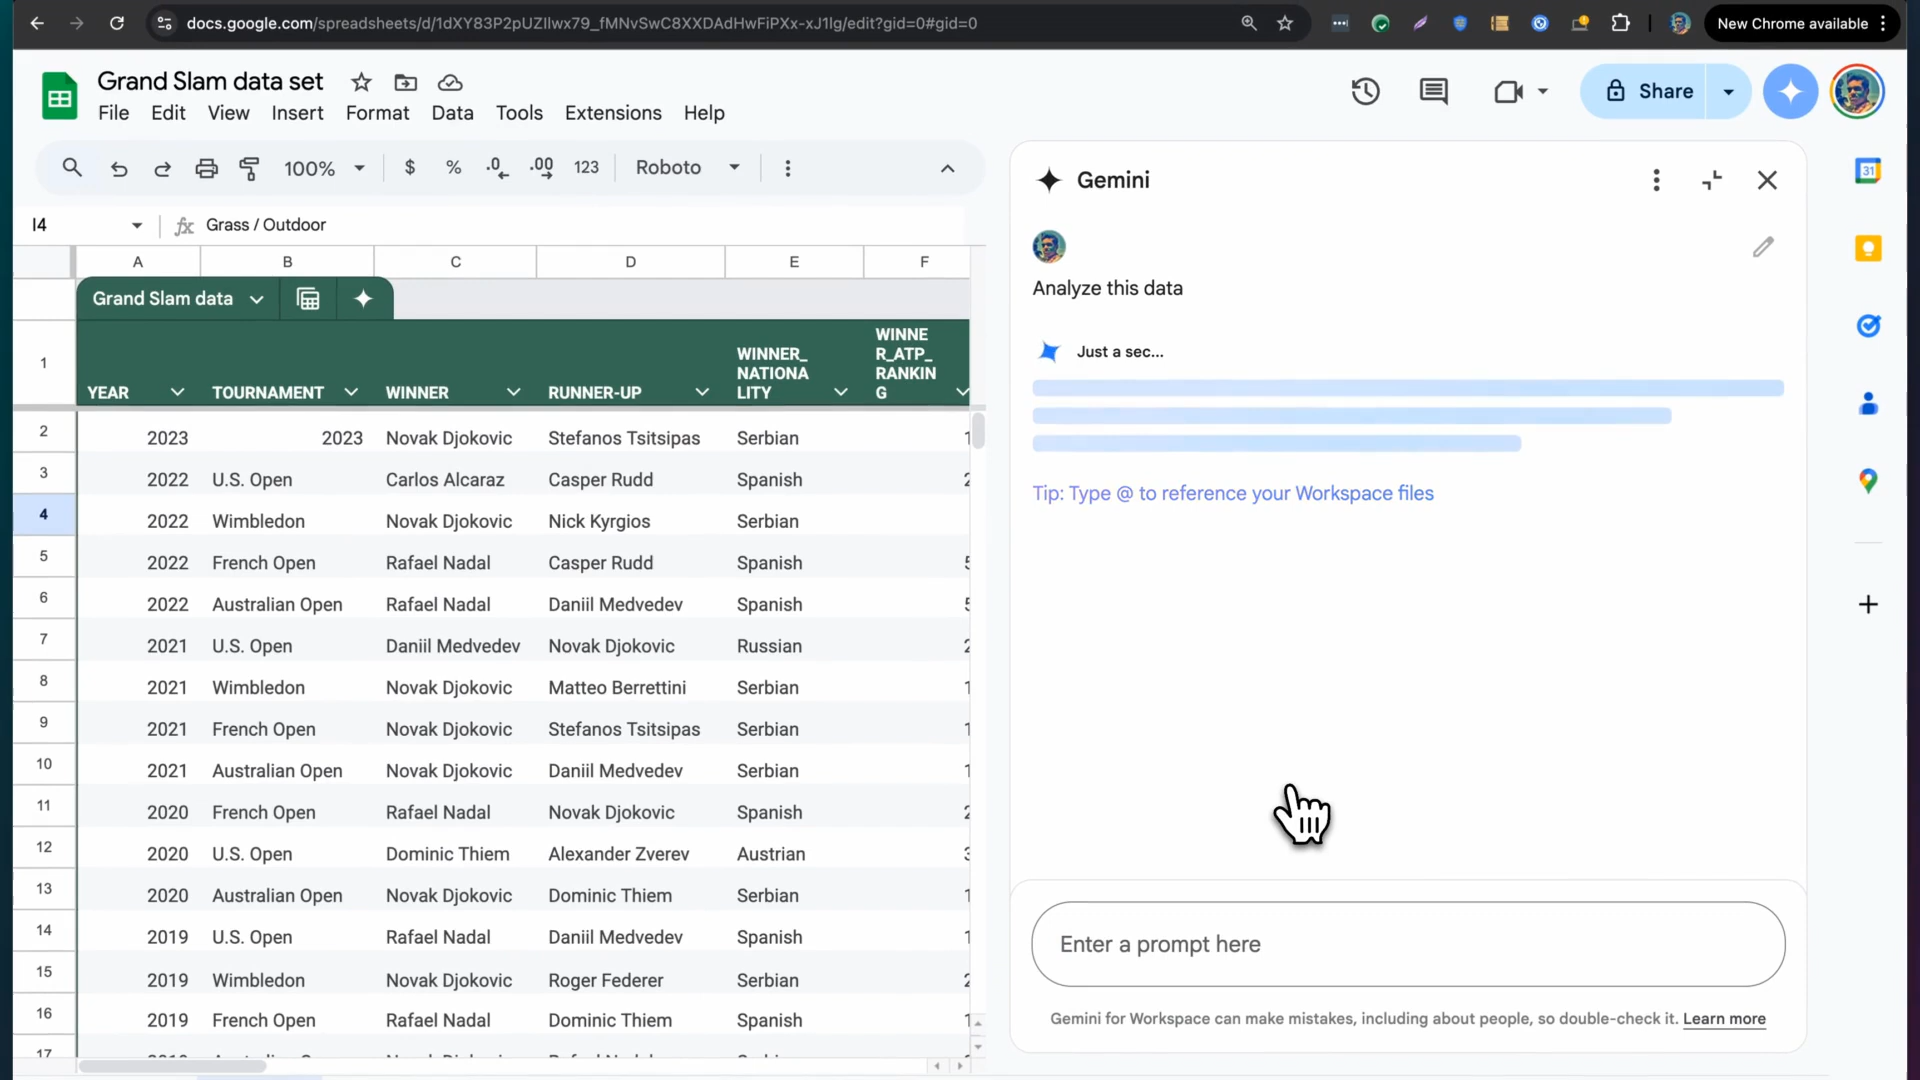 docs.google.com/spreadsheets/d/1dXY83P2pUZIlwx79_fMNvSwC8XXDAdHwFiPXx-xJ1lg/edit?gid=0#gid=0
New Chrome available
Grand Slam data set
File Edit View Insert Format Data Tools Extensions Help
Share
100% $ % .0 .00 123 Roboto
I4 Grass / Outdoor
A B C D E F
Grand Slam data
1 YEAR TOURNAMENT WINNER RUNNER-UP WINNER_NATIONALITY WINNER_ATP_RANKING
2 2023 2023 Novak Djokovic Stefanos Tsitsipas Serbian 1
3 2022 U.S. Open Carlos Alcaraz Casper Rudd Spanish 2
4 2022 Wimbledon Novak Djokovic Nick Kyrgios Serbian
5 2022 French Open Rafael Nadal Casper Rudd Spanish 5
6 2022 Australian Open Rafael Nadal Daniil Medvedev Spanish 5
7 2021 U.S. Open Daniil Medvedev Novak Djokovic Russian 2
8 2021 Wimbledon Novak Djokovic Matteo Berrettini Serbian 1
9 2021 French Open Novak Djokovic Stefanos Tsitsipas Serbian 1
10 2021 Australian Open Novak Djokovic Daniil Medvedev Serbian 1
11 2020 French Open Rafael Nadal Novak Djokovic Spanish 2
12 2020 U.S. Open Dominic Thiem Alexander Zverev Austrian 3
13 2020 Australian Open Novak Djokovic Dominic Thiem Serbian 1
14 2019 U.S. Open Rafael Nadal Daniil Medvedev Spanish 1
15 2019 Wimbledon Novak Djokovic Roger Federer Serbian 2
16 2019 French Open Rafael Nadal Dominic Thiem Spanish 1
17
Gemini
Analyze this data
Just a sec...
Tip: Type @ to reference your Workspace files
Enter a prompt here
Gemini for Workspace can make mistakes, including about people, so double-check it. Learn more
31